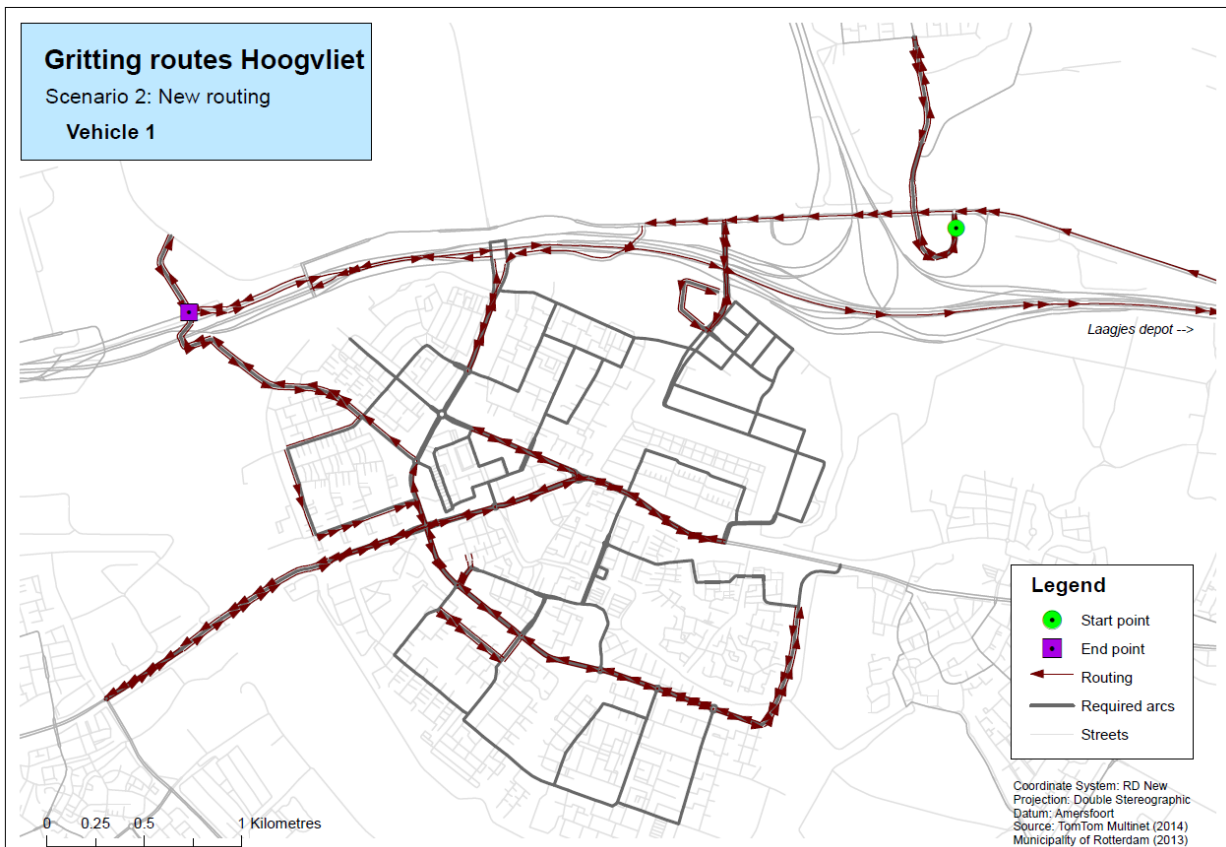 Gritting routes Hoogvliet
Scenario 2: New routing
Vehicle 1
Laagjes depot -->
Legend
Start point
End point
Routing
Required arcs
Streets
Coordinate System: RD New
Projection: Double Stereographic
Datum: Amersfoort
Source: TomTom Multinet (2014)
Municipality of Rotterdam (2013)
0 0.25 0.5 1 Kilometres